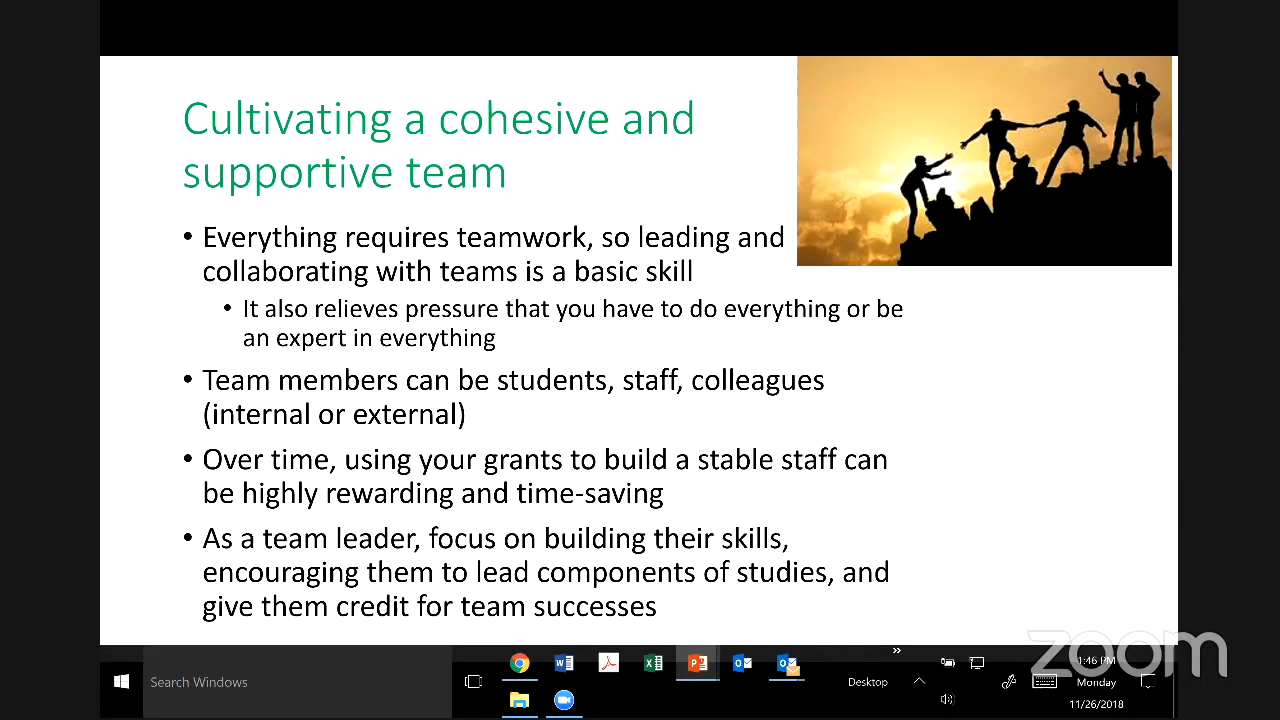 Cultivating a cohesive and
supportive team
• Everything requires teamwork, so leading and
collaborating with teams is a basic skill
• It also relieves pressure that you have to do everything or be
an expert in everything
• Team members can be students, staff, colleagues
(internal or external)
• Over time, using your grants to build a stable staff can
be highly rewarding and time-saving
• As a team leader, focus on building their skills,
encouraging them to lead components of studies, and
give them credit for team successes
zoom
Search Windows
Desktop
1:46 PM
Monday
11/26/2018